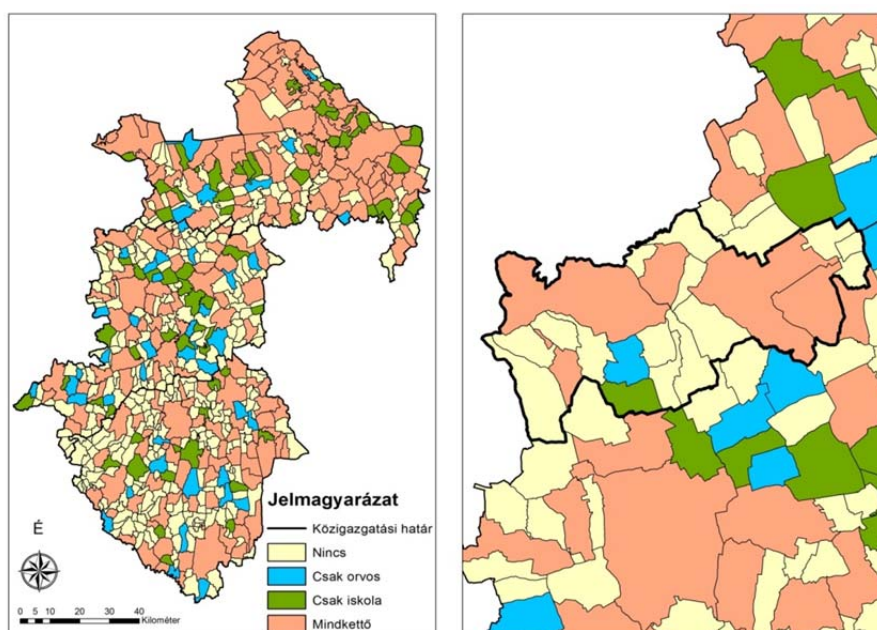 Jelmagyarázat
Közigazgatási határ
Nincs
Csak orvos
Csak iskola
Mindkettő
É
0 5 10 20 30 40
Kilométer